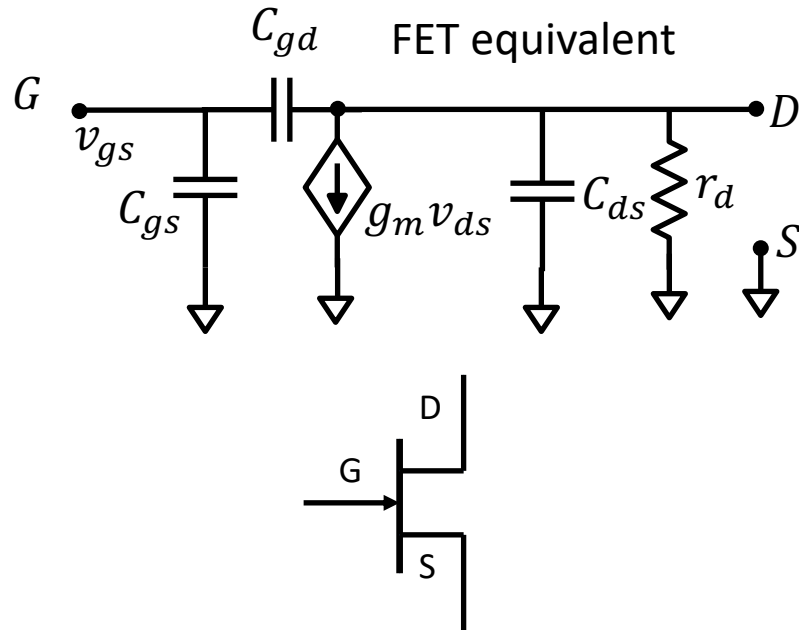 C_{gd}
FET equivalent
G
D
v_{gs}
C_{gs}
g_m v_{ds}
C_{ds}
r_d
S
D
G
S